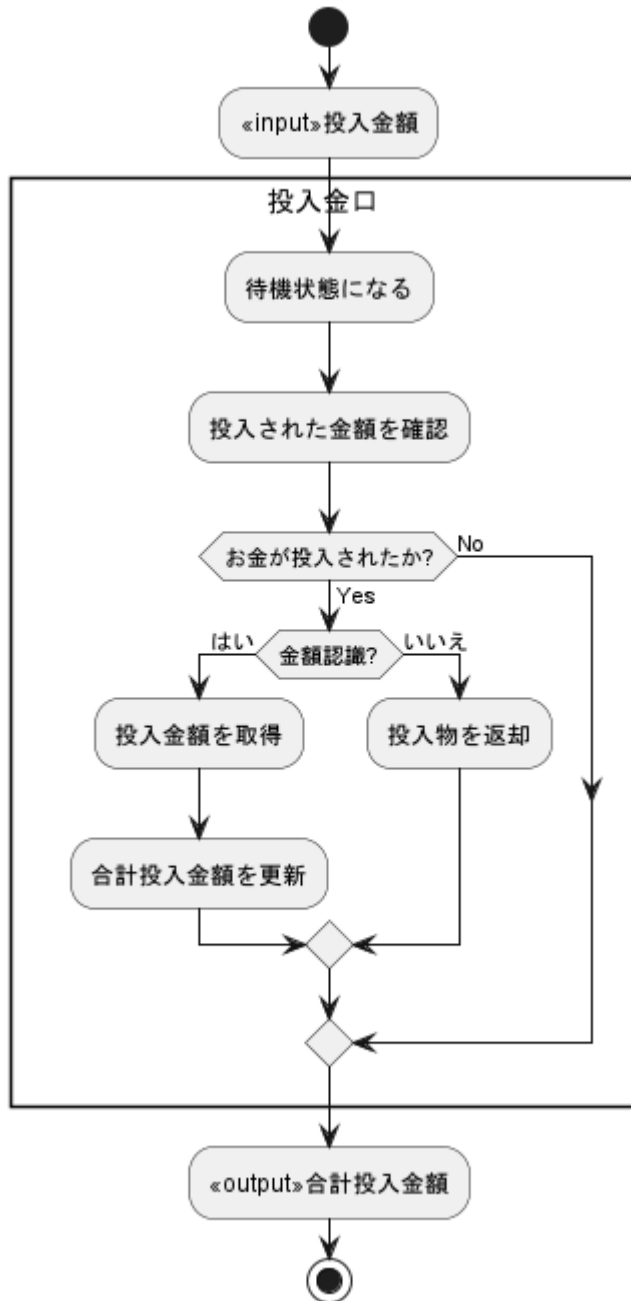 «input»投入金額
投入金口
待機状態になる
投入された金額を確認
お金が投入されたか?
No
Yes
はい
金額認識?
いいえ
投入金額を取得
投入物を返却
合計投入金額を更新
«output»合計投入金額